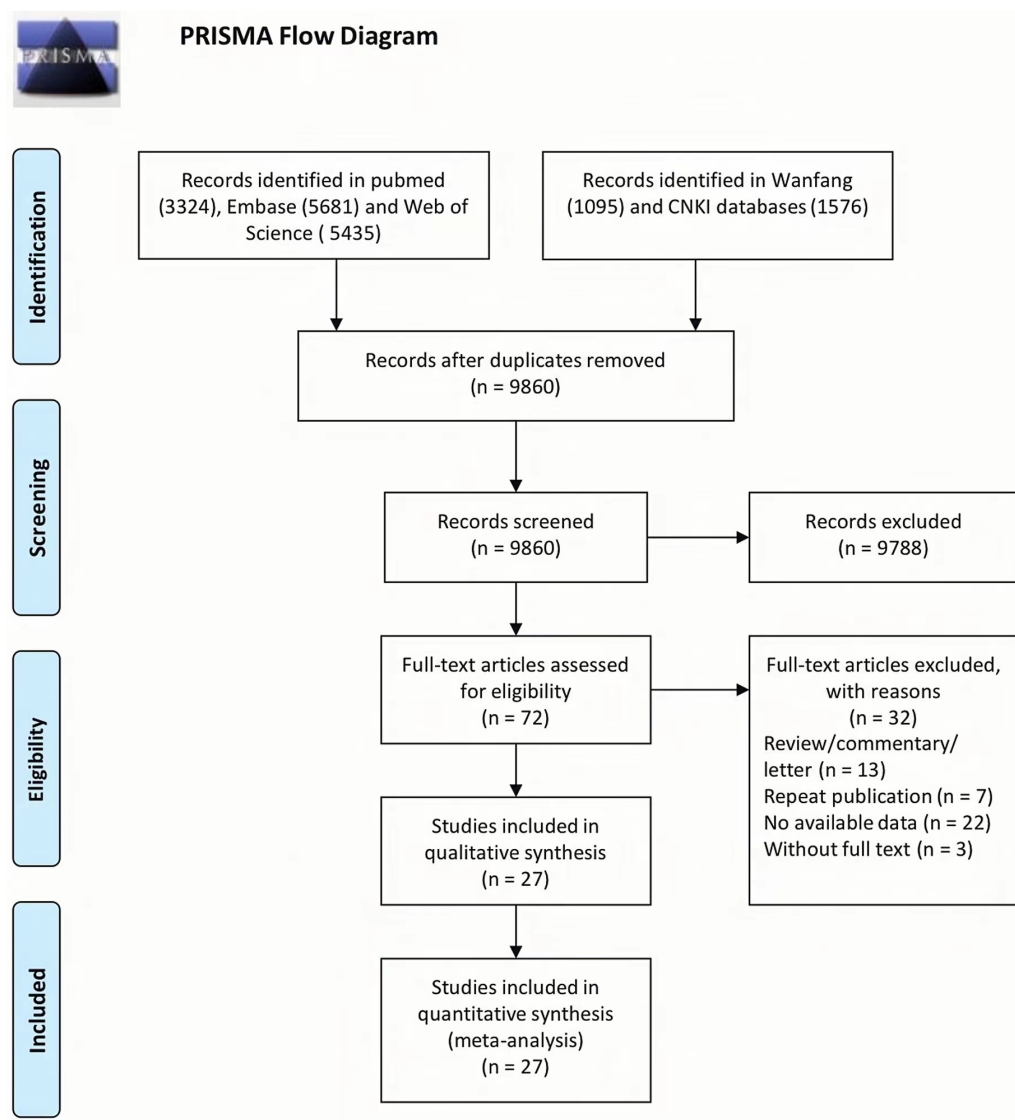 PRISMA
PRISMA Flow Diagram
Identification
Records identified in pubmed
(3324), Embase (5681) and Web of
Science ( 5435)
Records identified in Wanfang
(1095) and CNKI databases (1576)
Records after duplicates removed
(n = 9860)
Screening
Records screened
(n = 9860)
Records excluded
(n = 9788)
Eligibility
Full-text articles assessed
for eligibility
(n = 72)
Full-text articles excluded,
with reasons
(n = 32)
Review/commentary/
letter (n = 13)
Repeat publication (n = 7)
No available data (n = 22)
Without full text (n = 3)
Studies included in
qualitative synthesis
(n = 27)
Included
Studies included in
quantitative synthesis
(meta-analysis)
(n = 27)